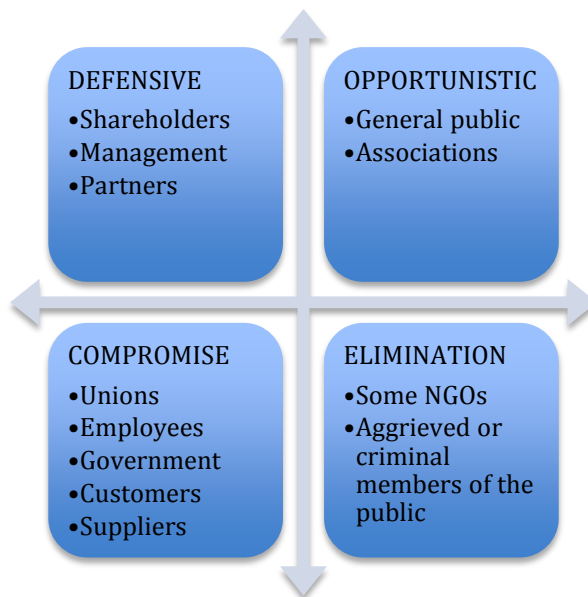 DEFENSIVE
•Shareholders
•Management
•Partners
OPPORTUNISTIC
•General public
•Associations
COMPROMISE
•Unions
•Employees
•Government
•Customers
•Suppliers
ELIMINATION
•Some NGOs
•Aggrieved or
criminal
members of the
public